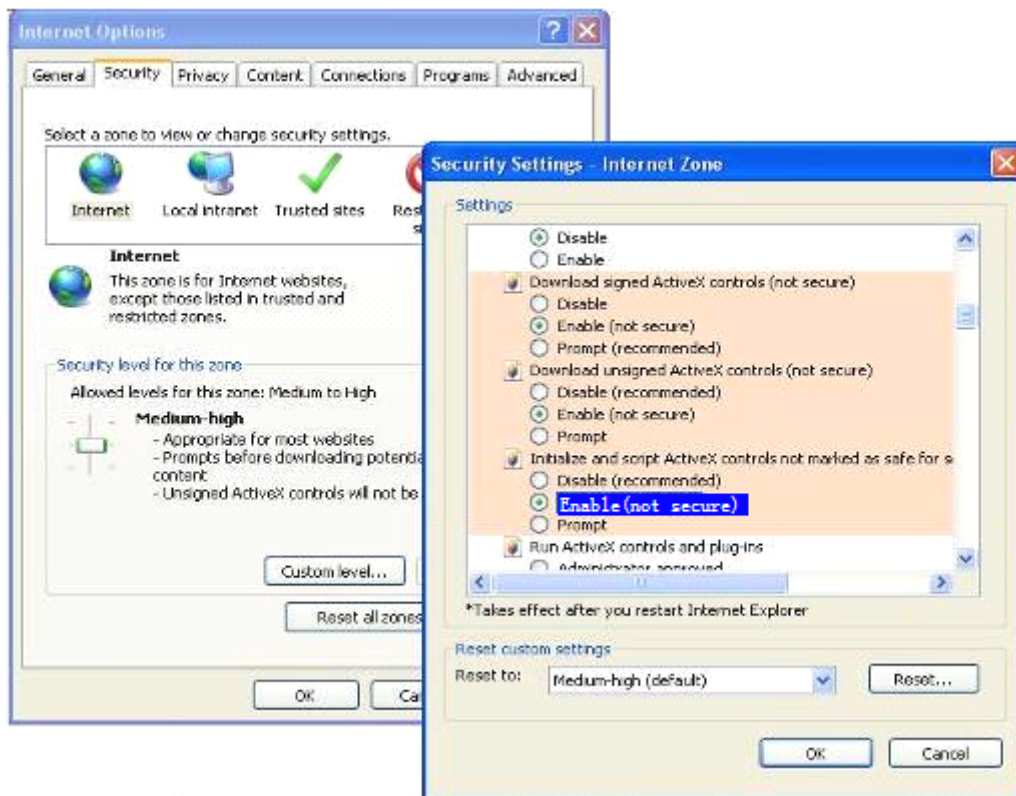 Internet Options
General Security Privacy Content Connections Programs Advanced
Select a zone to view or change security settings.
Internet Local intranet Trusted sites
Internet
This zone is for Internet websites,
except those listed in trusted and
restricted zones.
Security level for this zone
Allowed levels for this zone: Medium to High
Medium-high
- Appropriate for most websites
- Prompts before downloading
content
- Unsigned ActiveX controls will not be
Custom level...
Reset all zones
OK
Security Settings - Internet Zone
Settings
Disable
Enable
Download signed ActiveX controls (not secure)
Disable
Enable (not secure)
Prompt (recommended)
Download unsigned ActiveX controls (not secure)
Disable (recommended)
Enable (not secure)
Prompt
Initialize and script ActiveX controls not marked as safe for s
Disable (recommended)
Enable(not secure)
Prompt
Run ActiveX controls and plug-ins
Administrator approved
*Takes effect after you restart Internet Explorer
Reset custom settings
Reset to: Medium-high (default) Reset...
OK Cancel